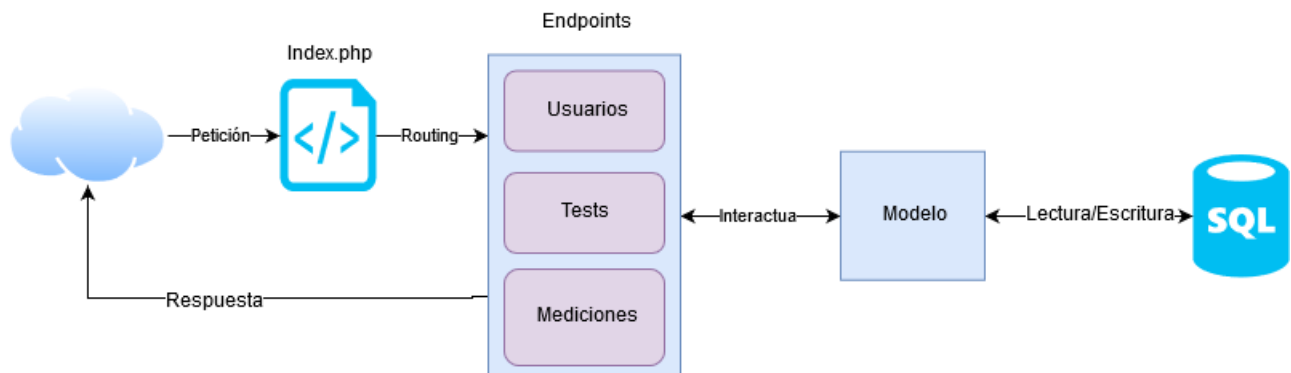 Endpoints
Index.php
Usuarios
Petición
Routing
Tests
Interactua
Modelo
Lectura/Escritura
SQL
Respuesta
Mediciones